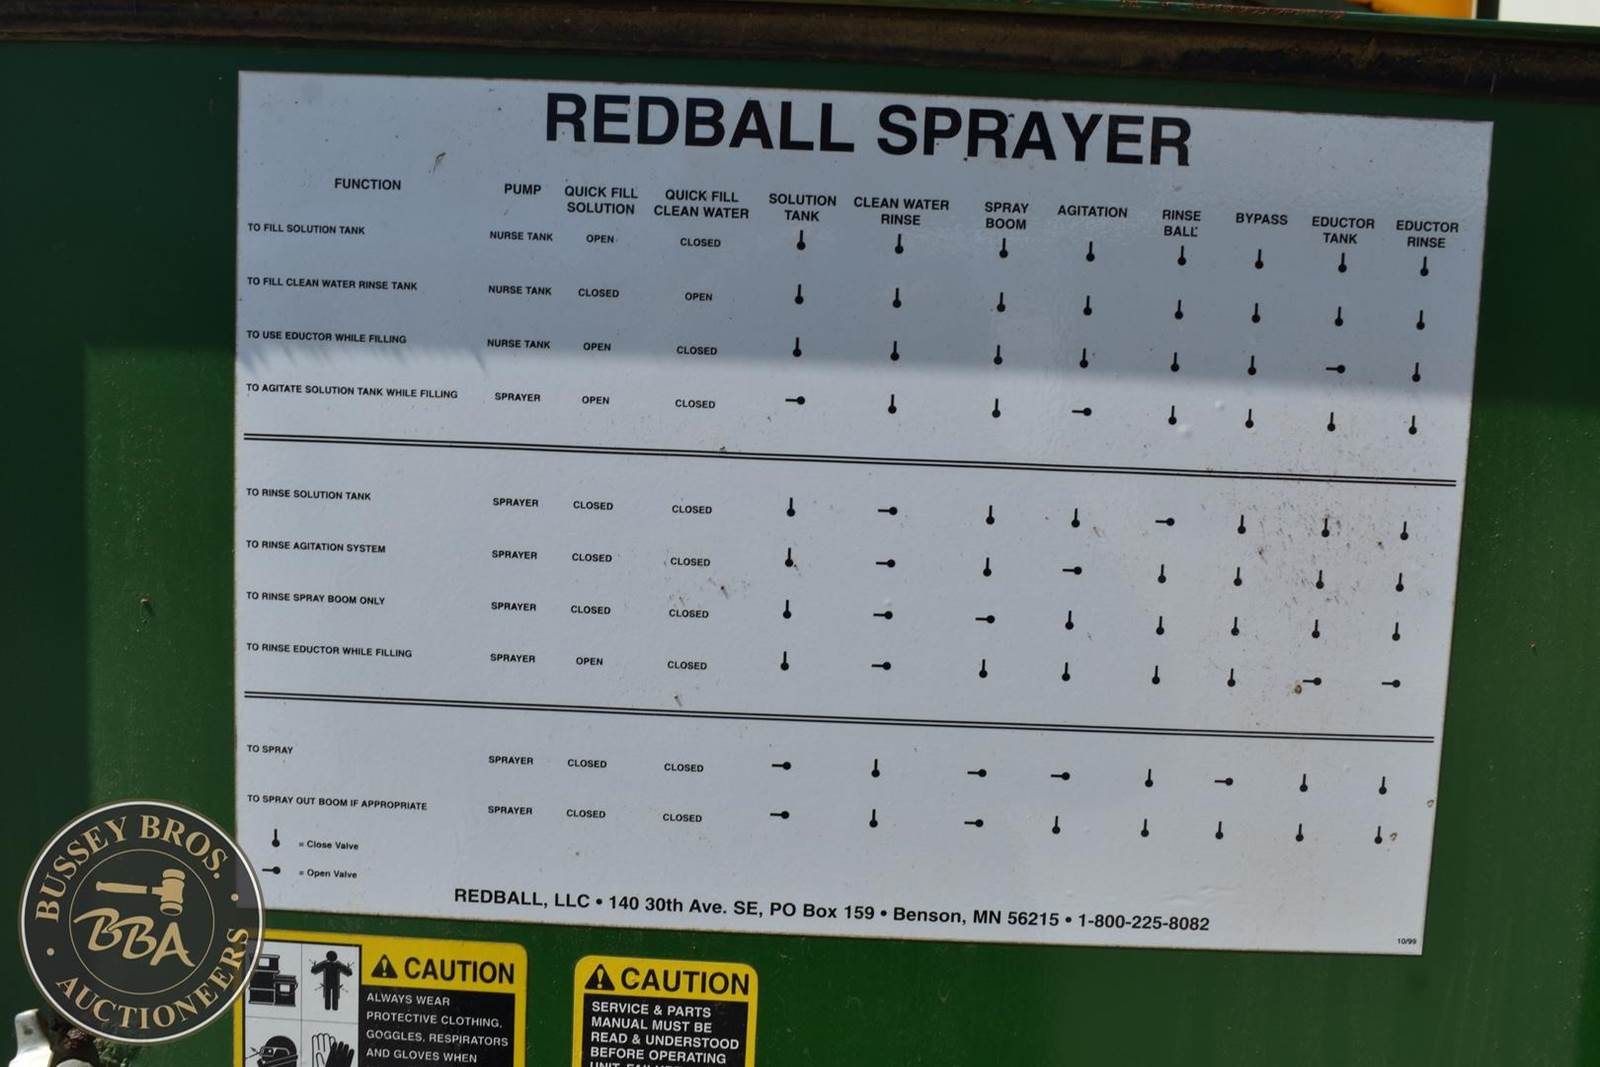 REDBALL SPRAYER
FUNCTION PUMP QUICK FILL SOLUTION QUICK FILL CLEAN WATER SOLUTION TANK CLEAN WATER RINSE SPRAY BOOM AGITATION RINSE BALL BYPASS EDUCTOR TANK EDUCTOR RINSE
TO FILL SOLUTION TANK NURSE TANK OPEN CLOSED
TO FILL CLEAN WATER RINSE TANK NURSE TANK CLOSED OPEN
TO USE EDUCTOR WHILE FILLING NURSE TANK OPEN CLOSED
TO AGITATE SOLUTION TANK WHILE FILLING SPRAYER OPEN CLOSED
TO RINSE SOLUTION TANK SPRAYER CLOSED CLOSED
TO RINSE AGITATION SYSTEM SPRAYER CLOSED CLOSED
TO RINSE SPRAY BOOM ONLY SPRAYER CLOSED CLOSED
TO RINSE EDUCTOR WHILE FILLING SPRAYER OPEN CLOSED
TO SPRAY SPRAYER CLOSED CLOSED
TO SPRAY OUT BOOM IF APPROPRIATE SPRAYER CLOSED CLOSED
= Close Valve
= Open Valve
REDBALL, LLC • 140 30th Ave. SE, PO Box 159 • Benson, MN 56215 • 1-800-225-8082
10/99
BUSSEY BROS.
BBA
AUCTIONEERS
CAUTION
ALWAYS WEAR
PROTECTIVE CLOTHING,
GOGGLES, RESPIRATORS
AND GLOVES WHEN
CAUTION
SERVICE & PARTS
MANUAL MUST BE
READ & UNDERSTOOD
BEFORE OPERATING